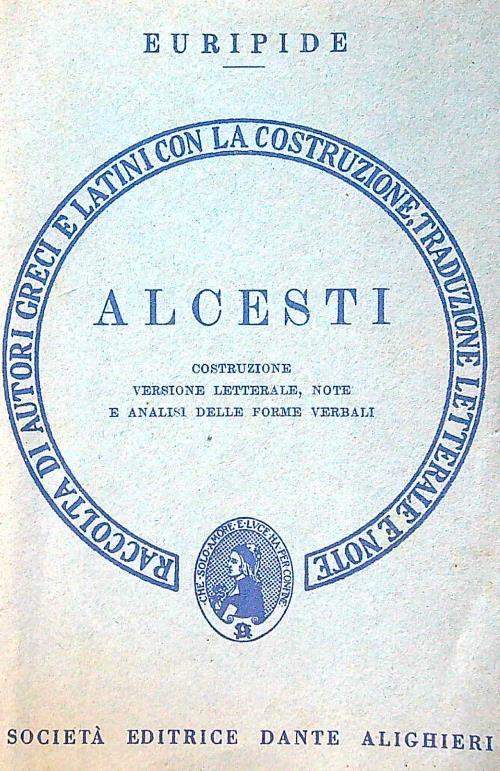 EURIPIDE
RACCOLTA DI AUTORI GRECI E LATINI CON LA COSTRUZIONE, TRADUZIONE LETTERALE E NOTE
ALCESTI
COSTRUZIONE
VERSIONE LETTERALE, NOTE
E ANALISI DELLE FORME VERBALI
CHE·SOLO·AMORE·E·LVCE·HA·PER·CONFINE
SOCIETÀ EDITRICE DANTE ALIGHIERI